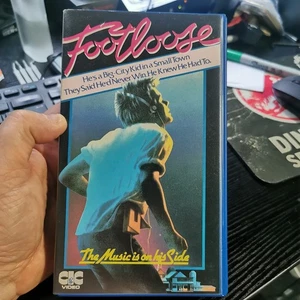 Footloose
He's a Big-City Kid in a Small Town
They Said He'd Never Win. He Knew He Had To.
The Music is on his Side
CIC
VIDEO
DI